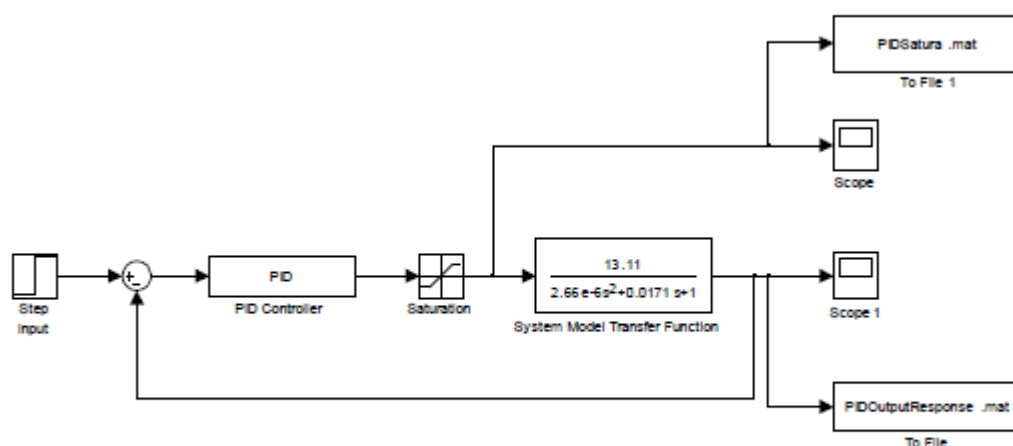 PIDSatura .mat
To File 1
Scope
+
-
PID
13.11
2.66e-6s²+0.0171 s+1
Step
Input
PID Controller
Saturation
System Model Transfer Function
Scope 1
PIDOutputResponse .mat
To File